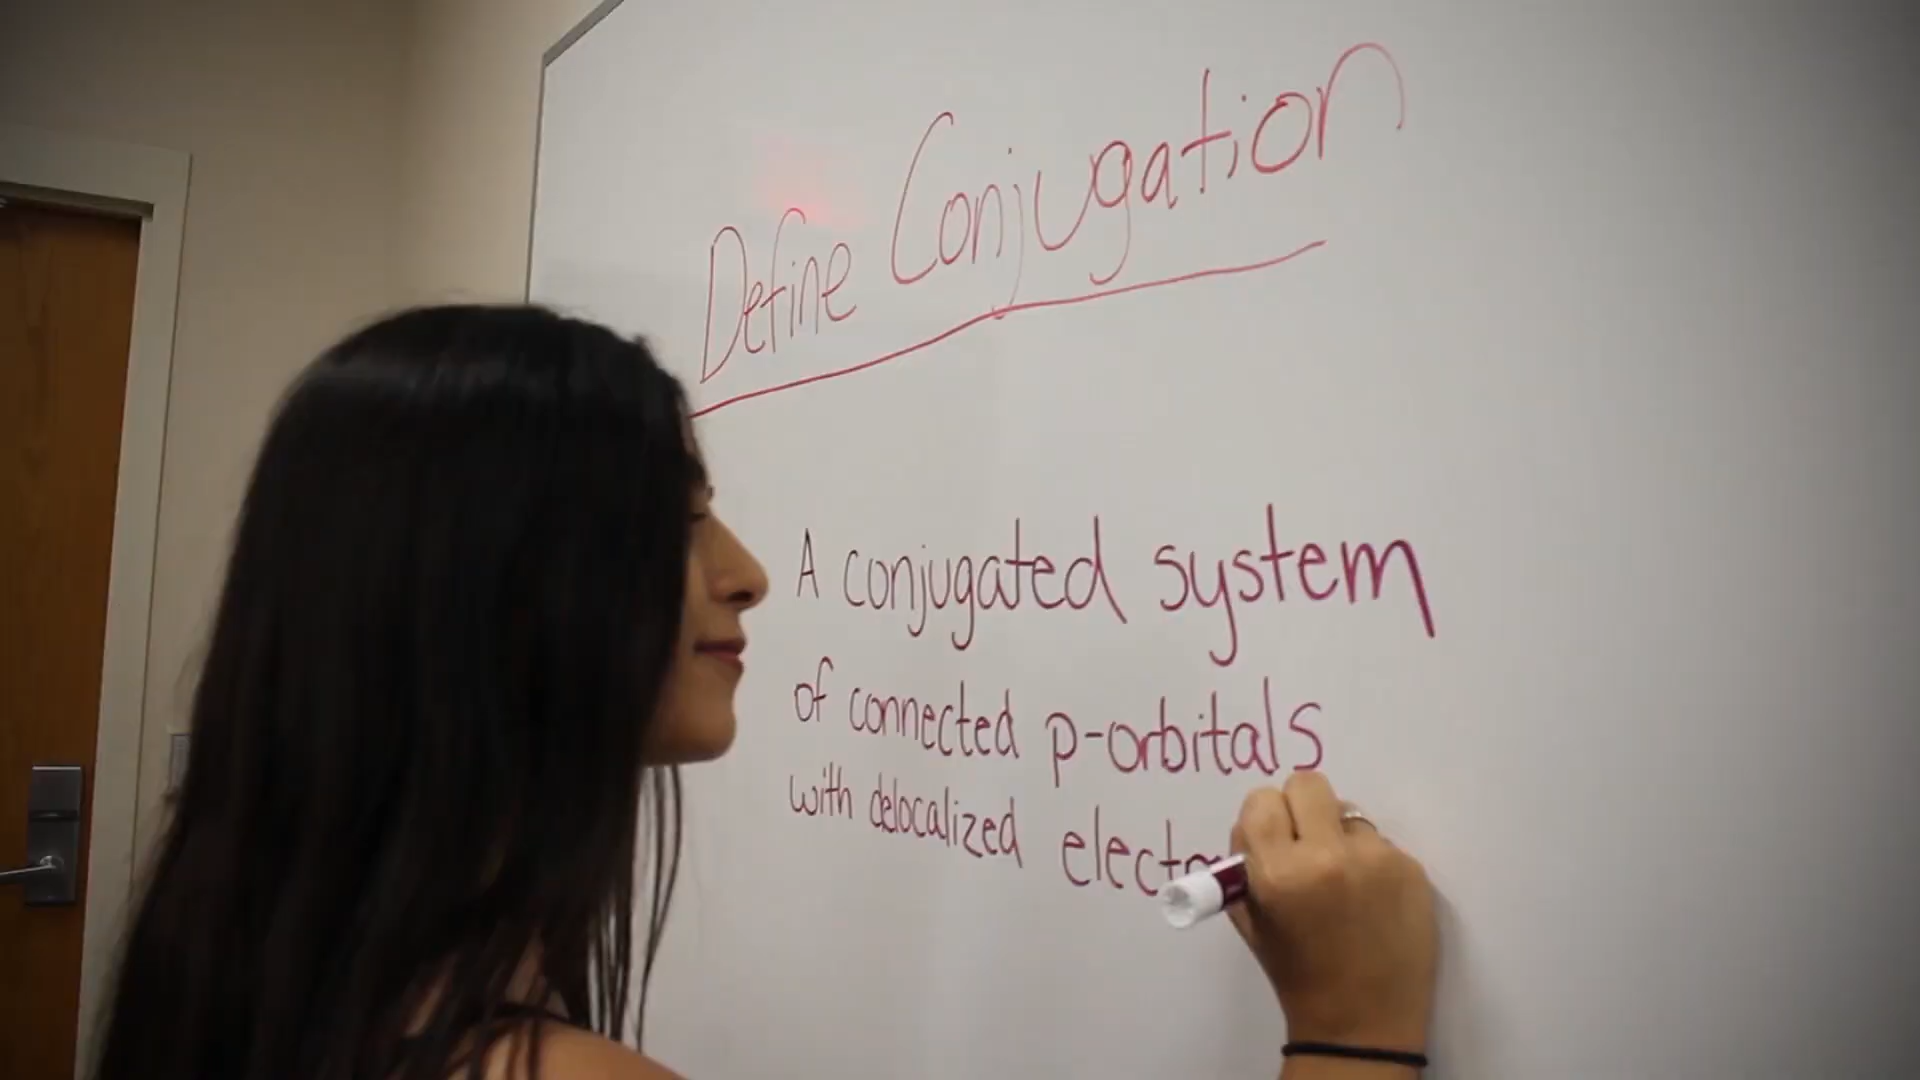 Define Conjugation
A conjugated system
of connected p-orbitals
with delocalized